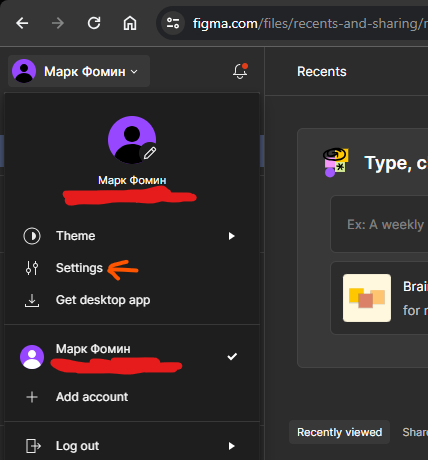 figma.com/files/recents-and-sharing/
Марк Фомин
Recents
Марк Фомин
Type, c
Theme
Ex: A weekly
Settings
Get desktop app
Brai
for
Марк Фомин
Add account
Recently viewed
Shar
Log out